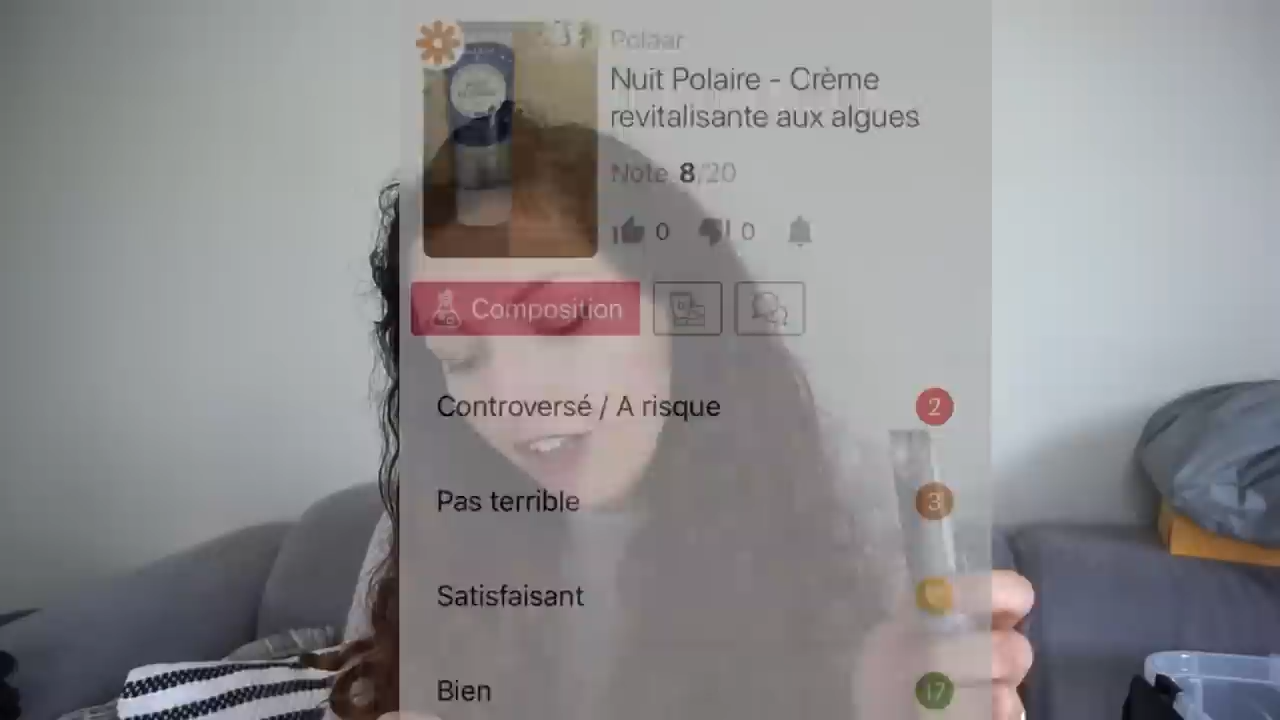 Polaar
Nuit Polaire - Crème
revitalisante aux algues
Note 8/20
0 0
Composition
Controversé / A risque 2
Pas terrible 3
Satisfaisant
Bien 17